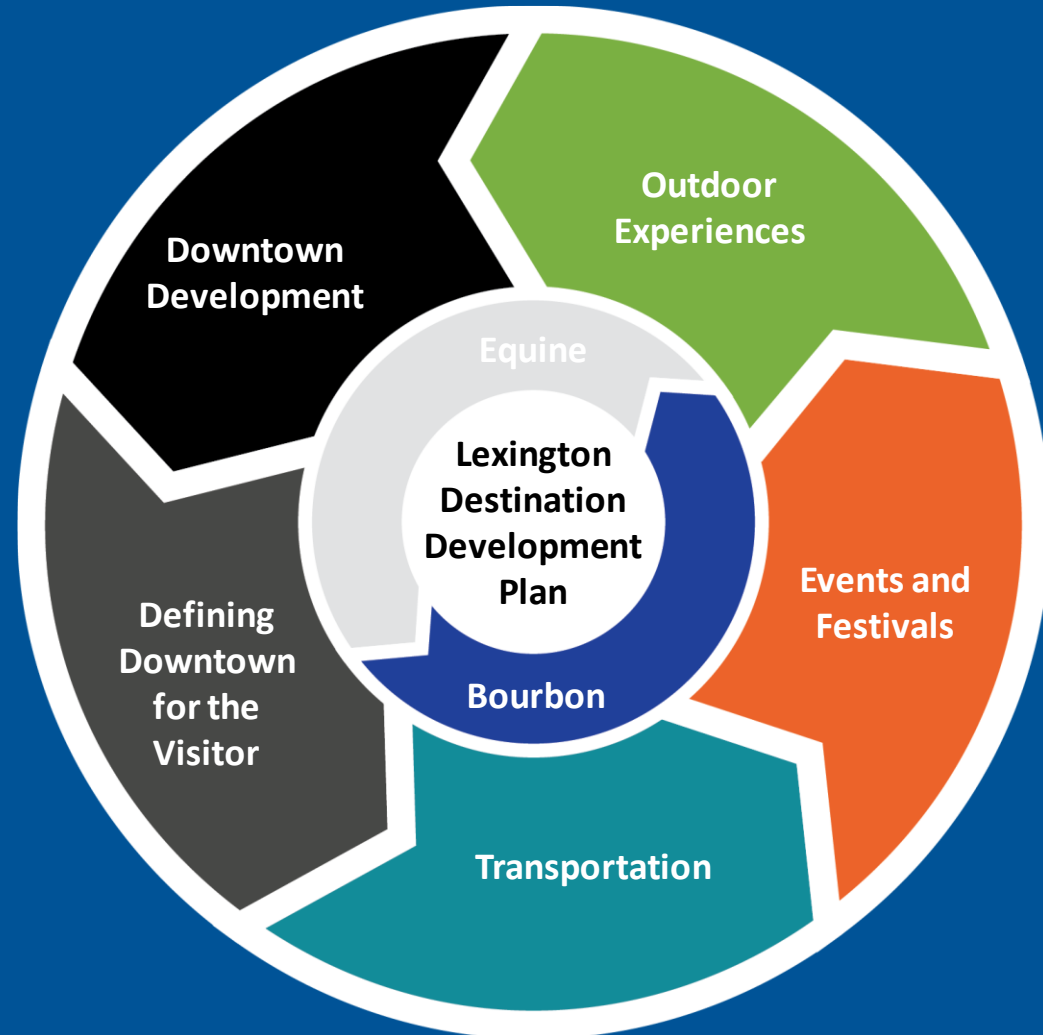 Outdoor
Experiences
Downtown
Development
Equine
Lexington
Destination
Development
Plan
Events and
Festivals
Defining
Downtown
for the
Visitor
Bourbon
Transportation